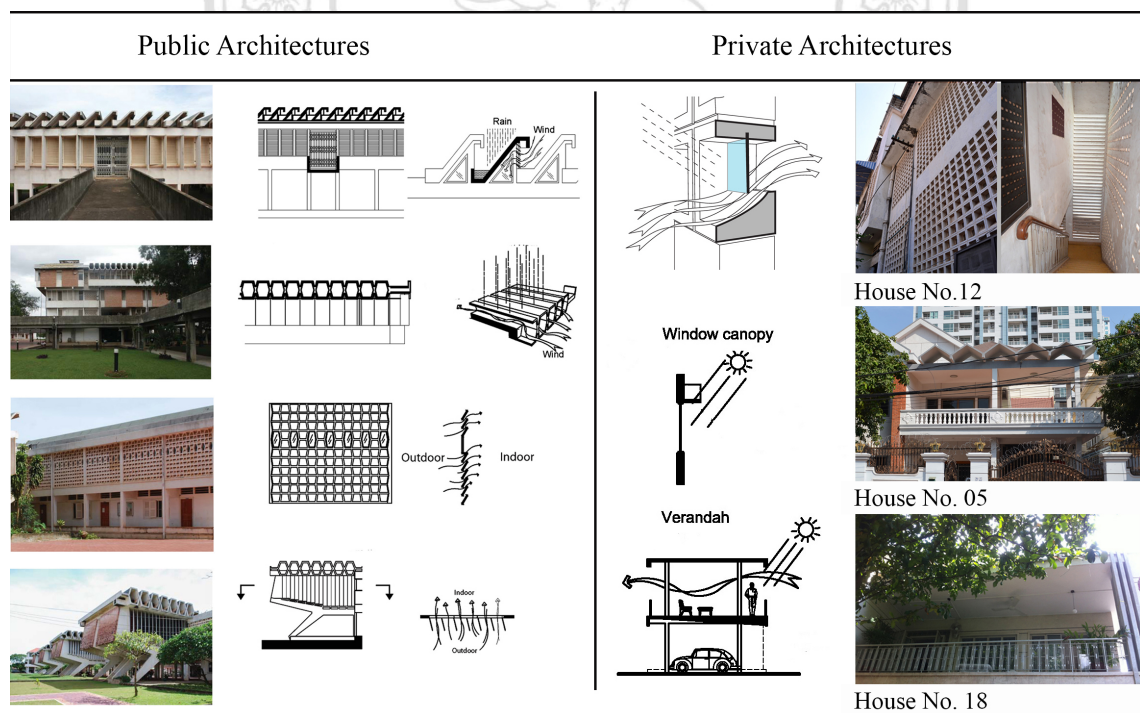 Public Architectures
Private Architectures
Rain
Wind
Wind
Outdoor
Indoor
Indoor
Outdoor
Window canopy
Verandah
House No.12
House No. 05
House No. 18